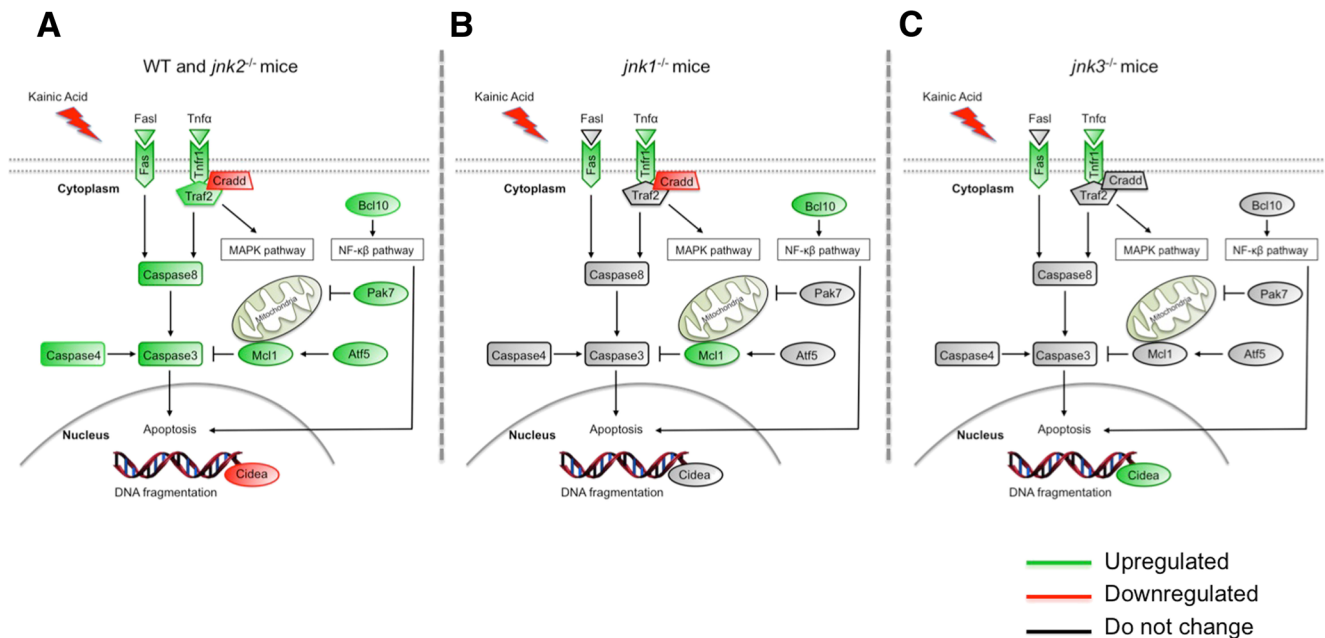 A
B
C
WT and jnk2-/- mice
Kainic Acid
Fasl
Tnfα
Fas
Tnfr1
Cradd
Traf2
Cytoplasm
Bcl10
MAPK pathway
NF-κβ pathway
Caspase8
Mitochondria
Pak7
Caspase4
Caspase3
Mcl1
Atf5
Nucleus
Apoptosis
Cidea
DNA fragmentation
jnk1-/- mice
Kainic Acid
Fasl
Tnfα
Fas
Tnfr1
Cradd
Traf2
Cytoplasm
Bcl10
MAPK pathway
NF-κβ pathway
Caspase8
Mitochondria
Pak7
Caspase4
Caspase3
Mcl1
Atf5
Nucleus
Apoptosis
Cidea
DNA fragmentation
jnk3-/- mice
Kainic Acid
Fasl
Tnfα
Fas
Tnfr1
Cradd
Traf2
Cytoplasm
Bcl10
MAPK pathway
NF-κβ pathway
Caspase8
Mitochondria
Pak7
Caspase4
Caspase3
Mcl1
Atf5
Nucleus
Apoptosis
Cidea
DNA fragmentation
Upregulated
Downregulated
Do not change